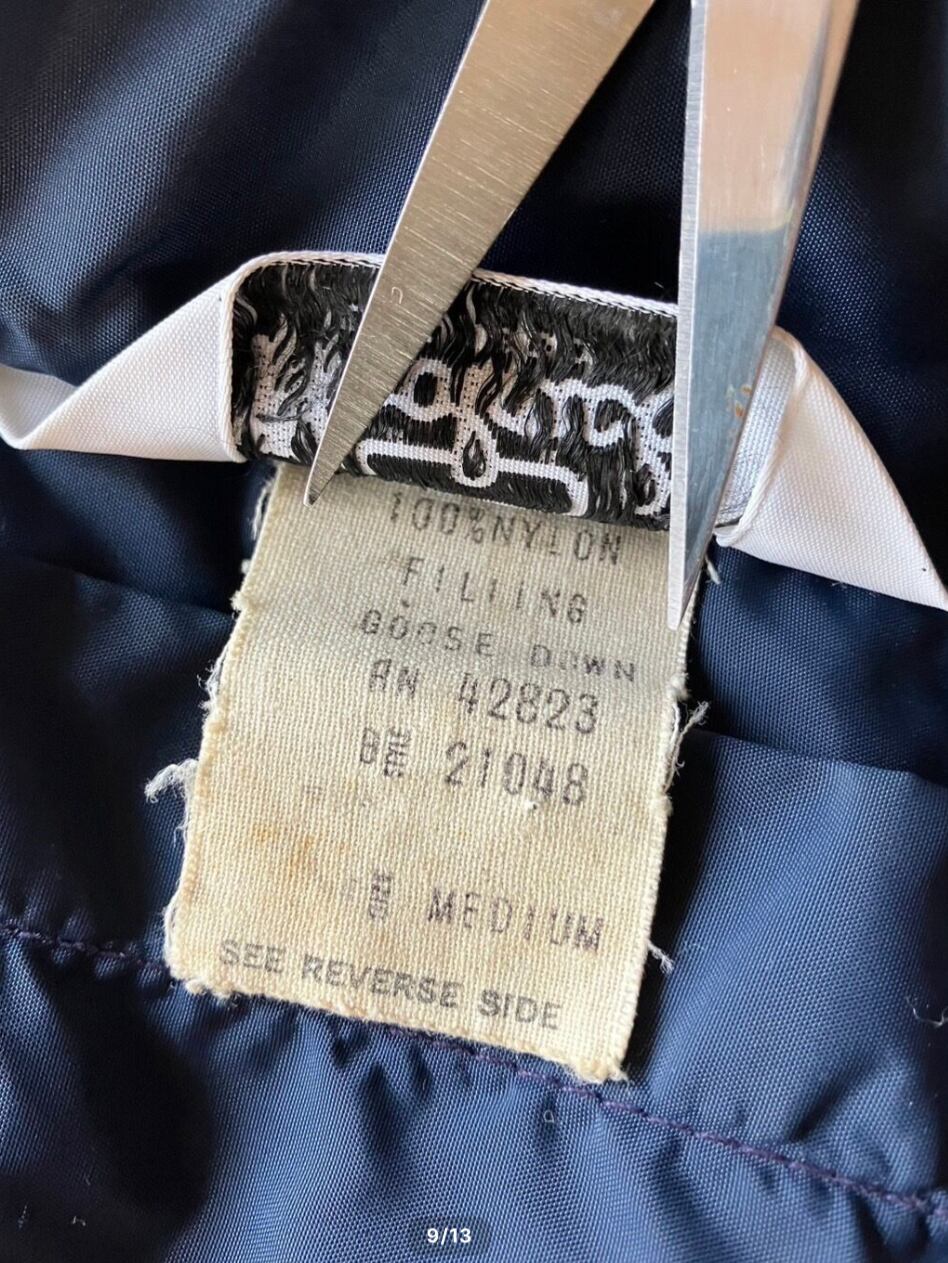 100%NYLON
FILLING
GOOSE DOWN
RN 42823
21048
MEDIUM
SEE REVERSE SIDE
9/13